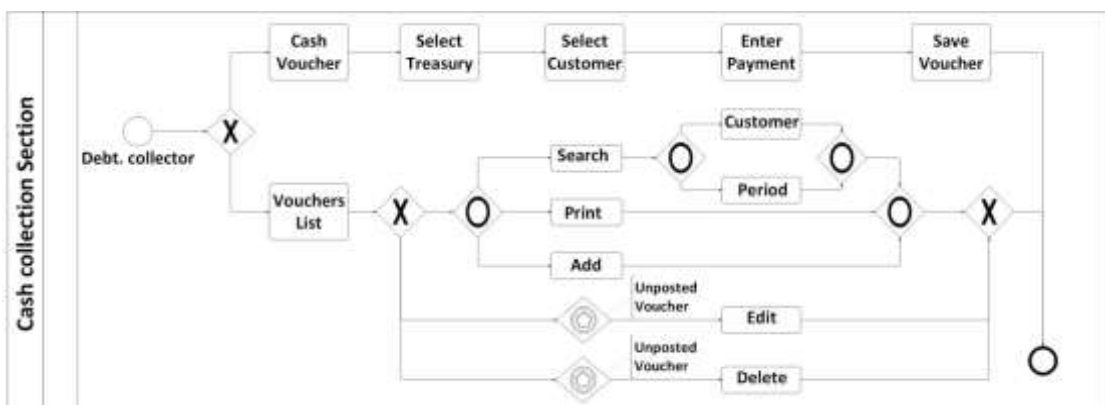 Cash collection Section
Debt. collector
Cash
Voucher
Select
Treasury
Select
Customer
Enter
Payment
Save
Voucher
Vouchers
List
Search
Customer
Period
Print
Add
Unposted
Voucher
Edit
Unposted
Voucher
Delete